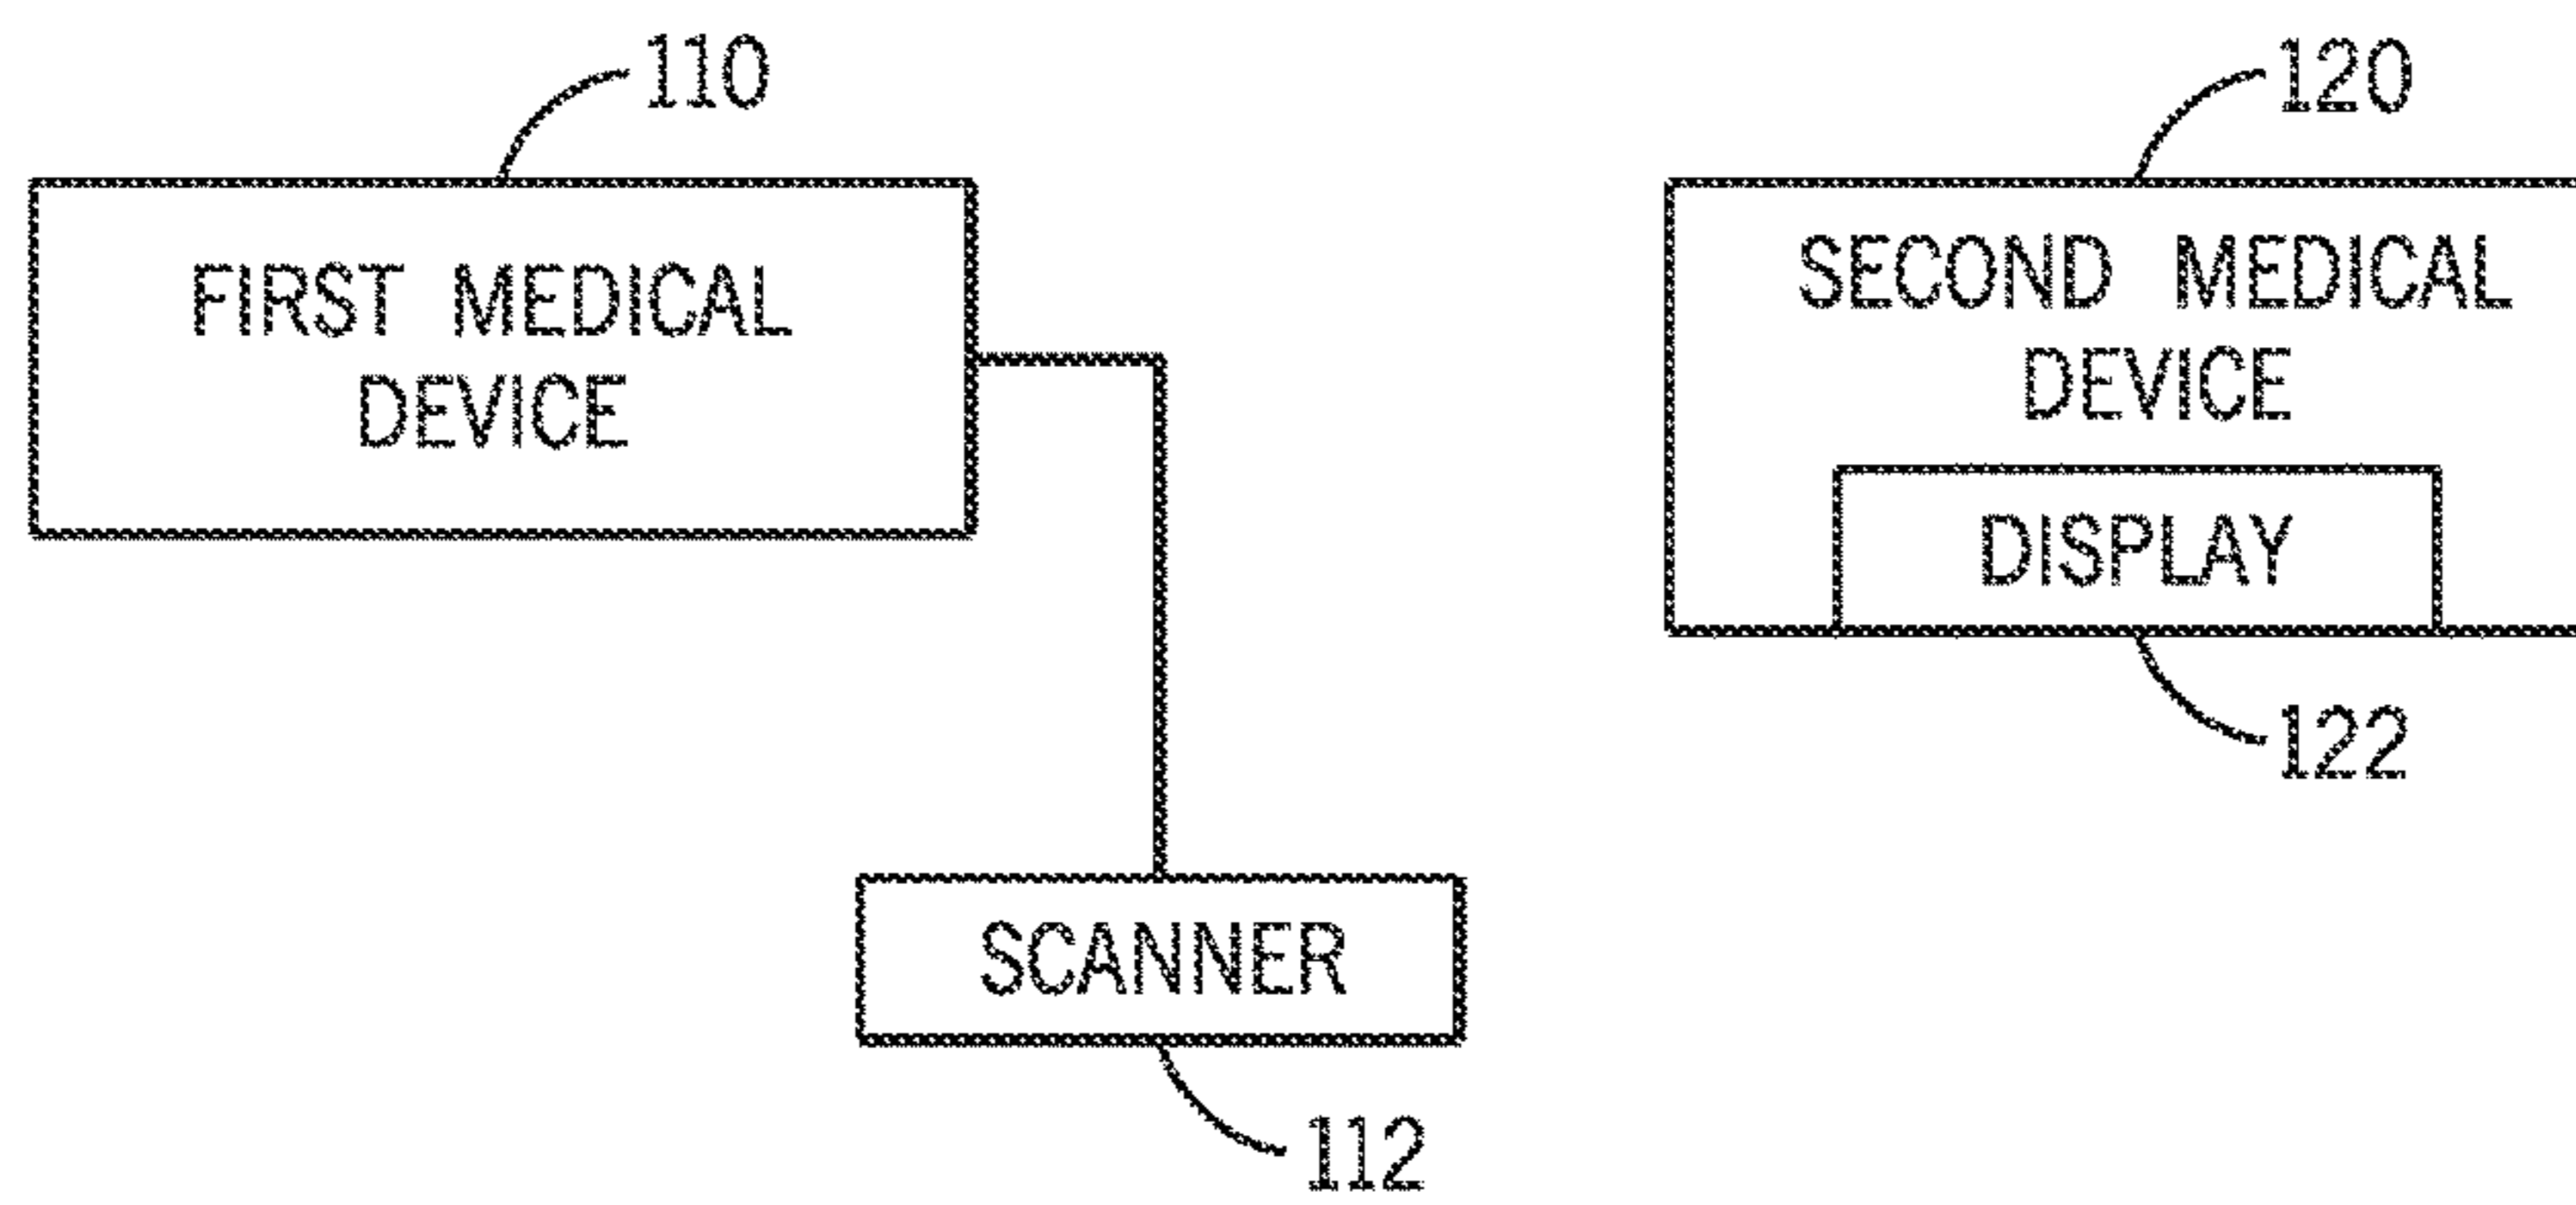 110
FIRST MEDICAL
DEVICE
120
SECOND MEDICAL
DEVICE
DISPLAY
122
SCANNER
112